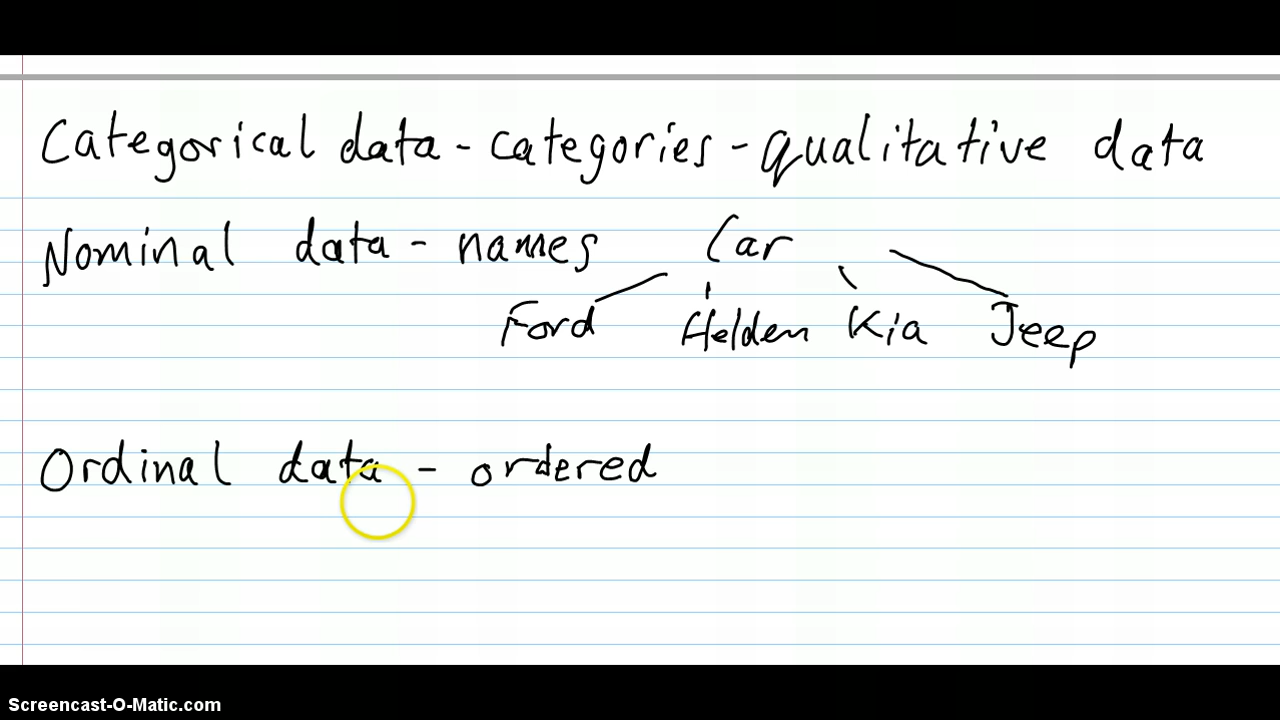 Categorical data - categories - qualitative data
Nominal data - names Car
Ford Holden Kia Jeep
Ordinal data - ordered
Screencast-O-Matic.com